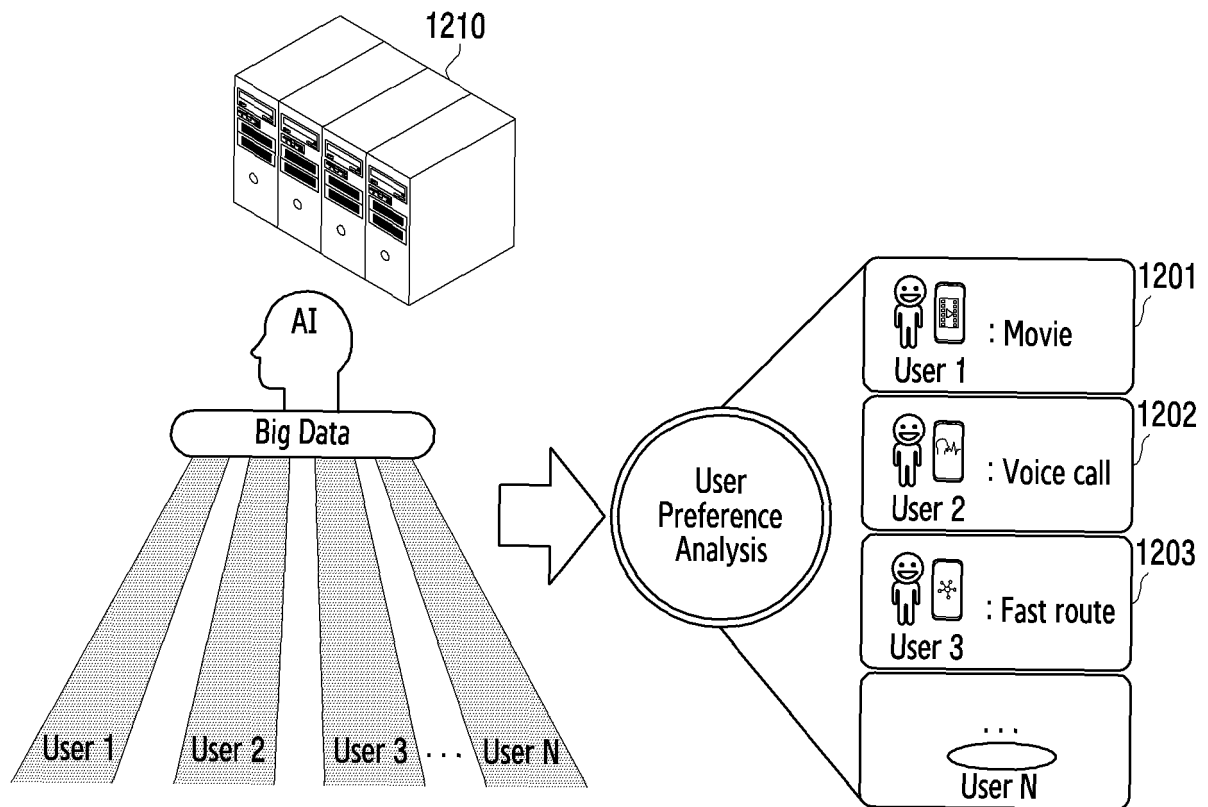 1210
AI
Big Data
User 1
User 2
User 3
...
User N
User
Preference
Analysis
1201
: Movie
User 1
1202
: Voice call
User 2
1203
: Fast route
User 3
...
User N